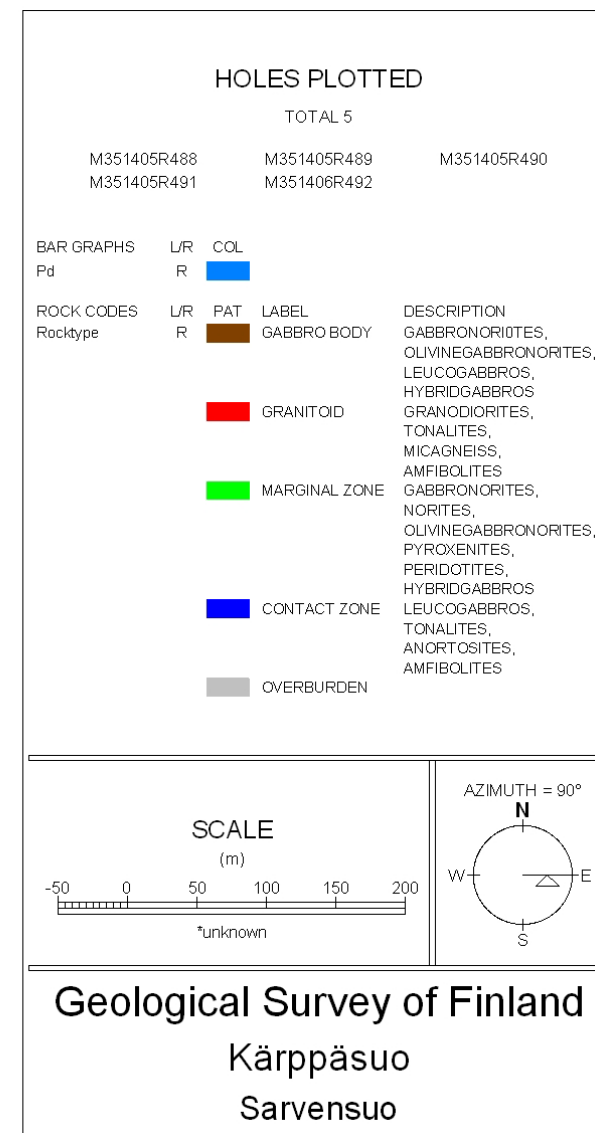 HOLES PLOTTED
TOTAL 5
M351405R488 M351405R489 M351405R490
M351405R491 M351406R492
BAR GRAPHS L/R COL
Pd R
ROCK CODES L/R PAT LABEL DESCRIPTION
Rocktype R GABBRO BODY GABBRONORI0TES,
OLIVINEGABBRONORITES,
LEUCOGABBROS,
HYBRIDGABBROS
GRANITOID GRANODIORITES,
TONALITES,
MICAGNEISS,
AMFIBOLITES
MARGINAL ZONE GABBRONORITES,
NORITES,
OLIVINEGABBRONORITES,
PYROXENITES,
PERIDOTITES,
HYBRIDGABBROS
CONTACT ZONE LEUCOGABBROS,
TONALITES,
ANORTOSITES,
AMFIBOLITES
OVERBURDEN
SCALE
(m)
-50 0 50 100 150 200
*unknown
AZIMUTH = 90°
N
W E
S
Geological Survey of Finland
Kärppäsuo
Sarvensuo